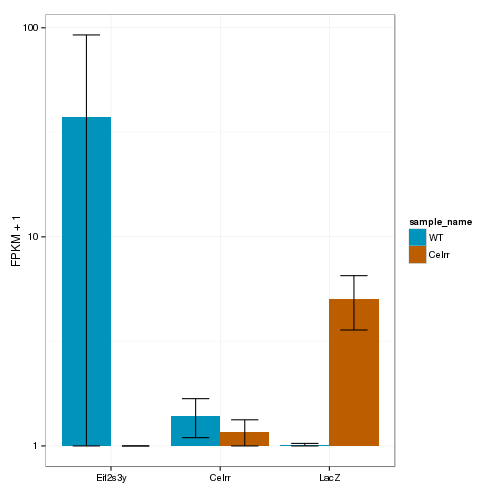 100
10
1
FPKM + 1
Eif2s3y
Celrr
LacZ
sample_name
WT
Celrr